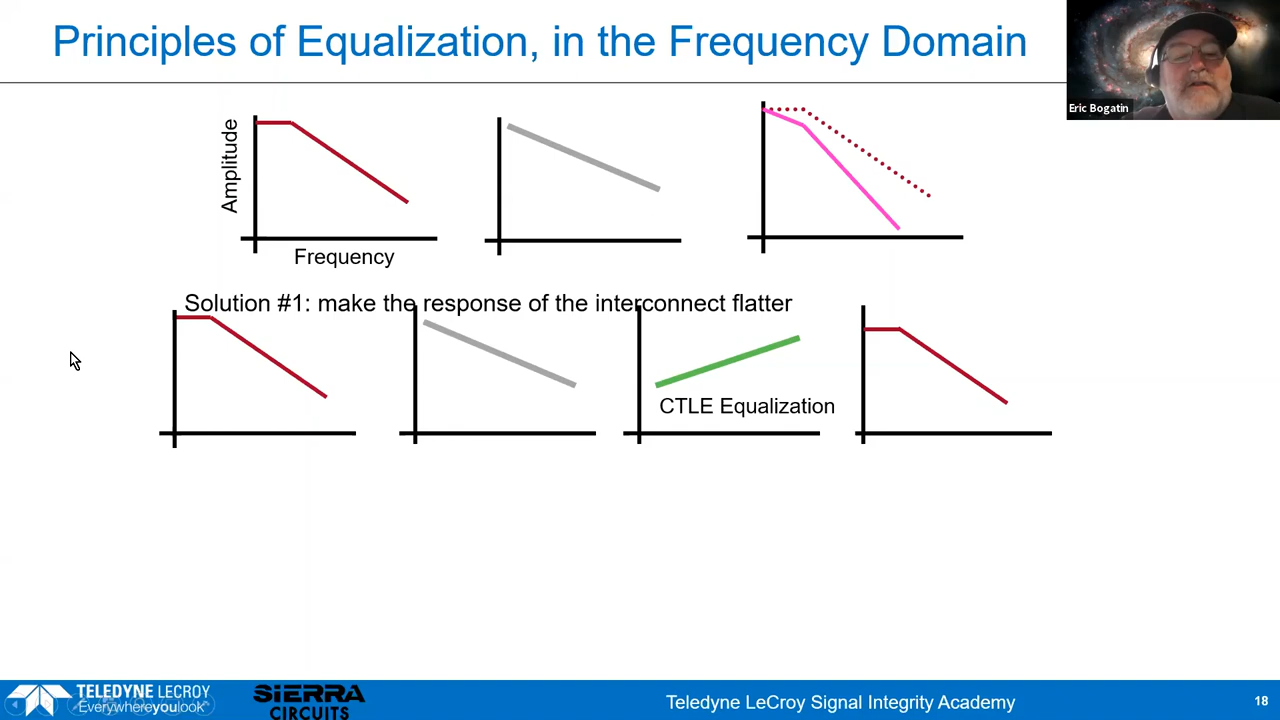 Principles of Equalization, in the Frequency Domain
Eric Bogatin
Amplitude
Frequency
Solution #1: make the response of the interconnect flatter
CTLE Equalization
TELEDYNE LECROY
Everywhereyoulook
SIERRA
CIRCUITS
Teledyne LeCroy Signal Integrity Academy
18